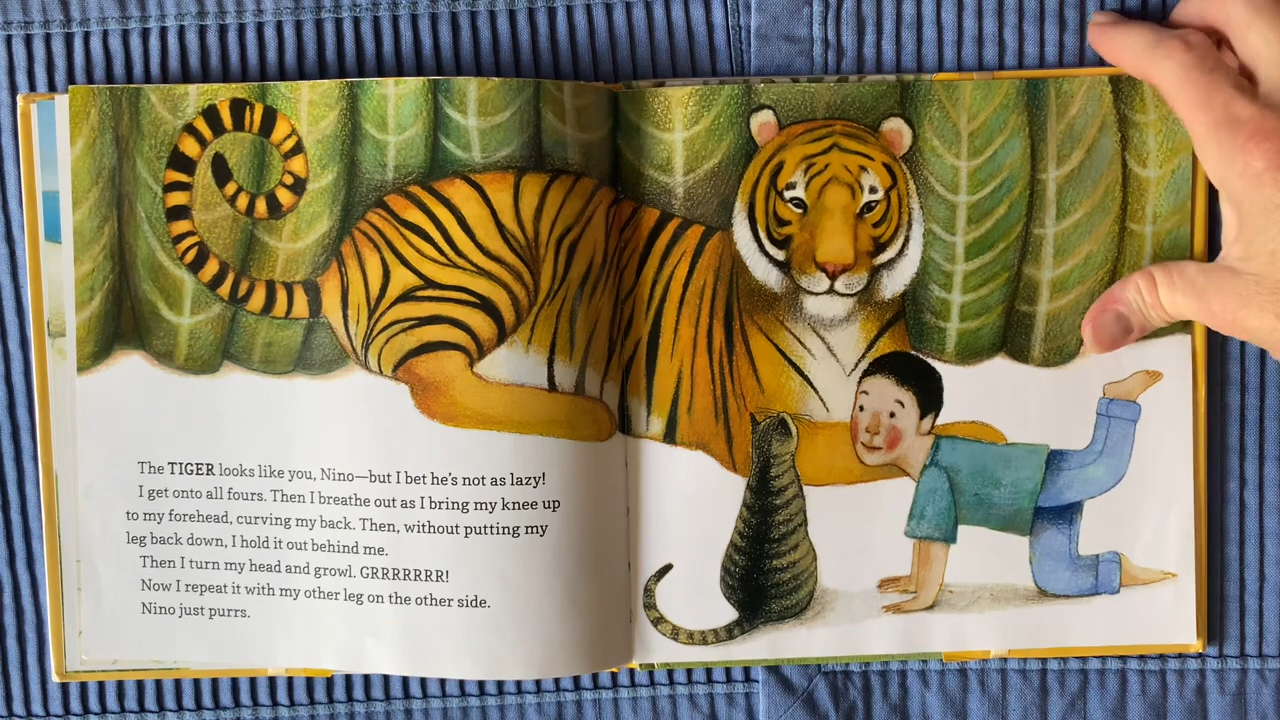 The TIGER looks like you, Nino—but I bet he's not as lazy!
I get onto all fours. Then I breathe out as I bring my knee up
to my forehead, curving my back. Then, without putting my
leg back down, I hold it out behind me.
Then I turn my head and growl. GRRRRRRR!
Now I repeat it with my other leg on the other side.
Nino just purrs.